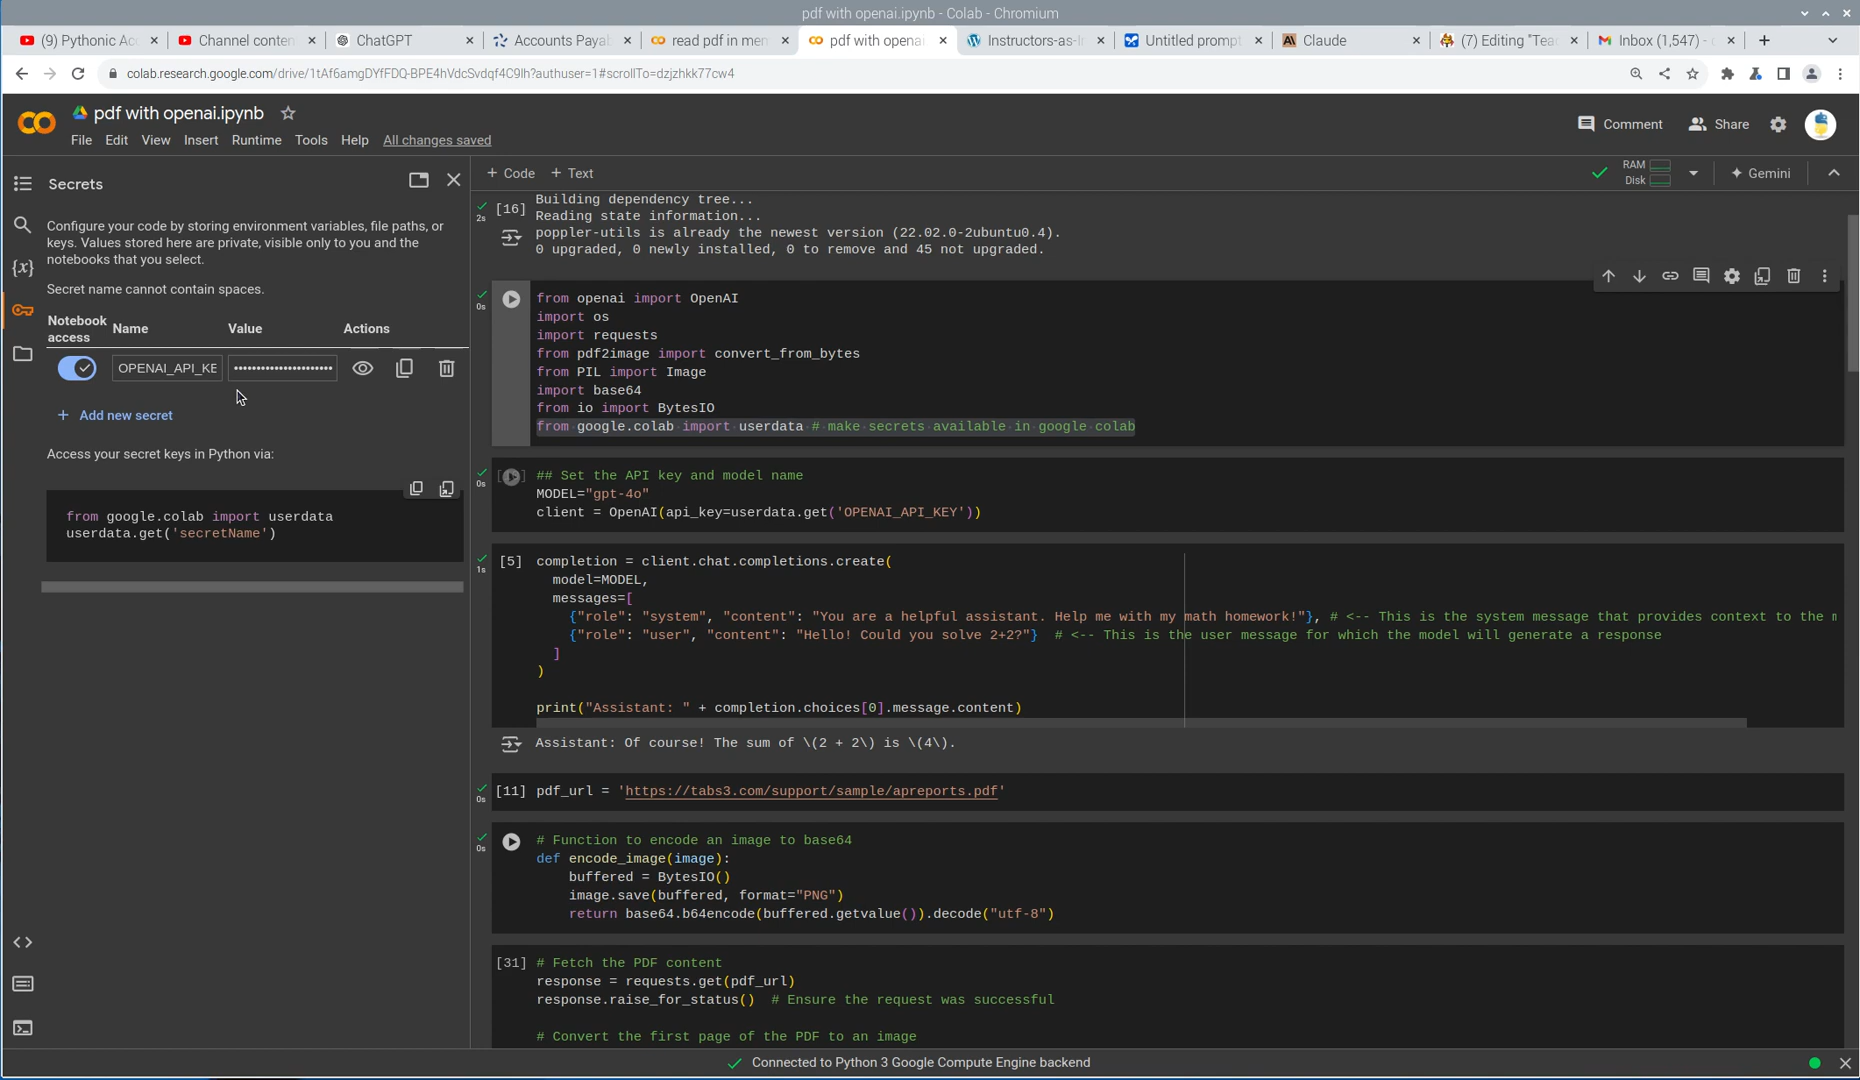 pdf with openai.ipynb - Colab - Chromium
(9) Pythonic Ac
Channel conten
ChatGPT
Accounts Payab
read pdf in mem
pdf with opena
Instructors-as-
Untitled prompt
Claude
(7) Editing "Tea
Inbox (1,547) -
colab.research.google.com/drive/
pdf with openai.ipynb
File Edit View Insert Runtime Tools Help All changes saved
Comment
Share
Secrets
+ Code + Text
RAM
Disk
Gemini
Configure your code by storing environment variables, file paths, or
keys. Values stored here are private, visible only to you and the
notebooks that you select.
Secret name cannot contain spaces.
Notebook access Name Value Actions
OPENAI_API_KE ••••••••••••••••••••••
+ Add new secret
Access your secret keys in Python via:
from google.colab import userdata
userdata.get('secretName')
2s
[16]
Building dependency tree...
Reading state information...
poppler-utils is already the newest version (22.02.0-2ubuntu0.4).
0 upgraded, 0 newly installed, 0 to remove and 45 not upgraded.
0s
from openai import OpenAI
import os
import requests
from pdf2image import convert_from_bytes
from PIL import Image
import base64
from io import BytesIO
from google.colab import userdata # make secrets available in google colab
0s
## Set the API key and model name
MODEL="gpt-4o"
client = OpenAI(api_key=userdata.get('OPENAI_API_KEY'))
1s
[5] completion = client.chat.completions.create(
model=MODEL,
messages=[
{"role": "system", "content": "You are a helpful assistant. Help me with my math homework!"}, # <-- This is the system message that provides context to the m
{"role": "user", "content": "Hello! Could you solve 2+2?"} # <-- This is the user message for which the model will generate a response
]
)
print("Assistant: " + completion.choices[0].message.content)
Assistant: Of course! The sum of \(2 + 2\) is \(4\).
0s
[11] pdf_url = 'https://tabs3.com/support/sample/apreports.pdf'
0s
# Function to encode an image to base64
def encode_image(image):
buffered = BytesIO()
image.save(buffered, format="PNG")
return base64.b64encode(buffered.getvalue()).decode("utf-8")
[31] # Fetch the PDF content
response = requests.get(pdf_url)
response.raise_for_status() # Ensure the request was successful
# Convert the first page of the PDF to an image
Connected to Python 3 Google Compute Engine backend